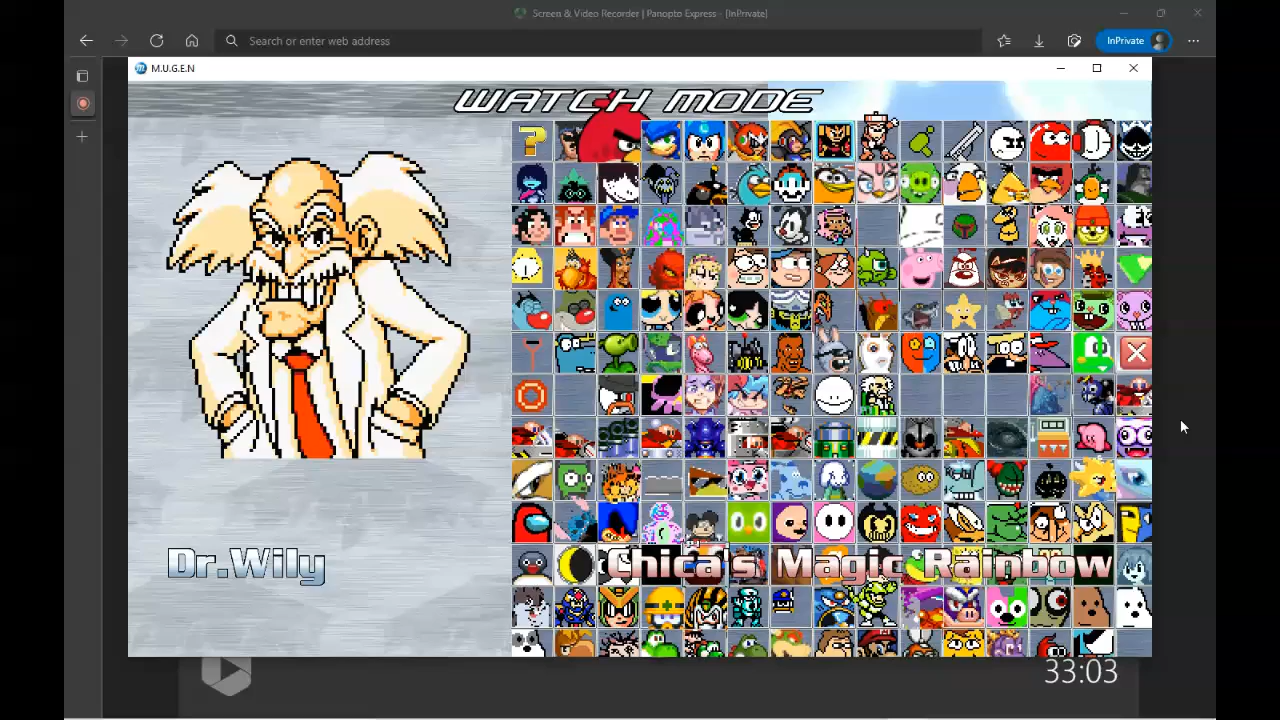 Screen & Video Recorder | Panopto Express - [InPrivate]
Search or enter web address
InPrivate
M.U.G.E.N
WATCH MODE
Dr.Wily
Chica's Magic Rainbow
33:03